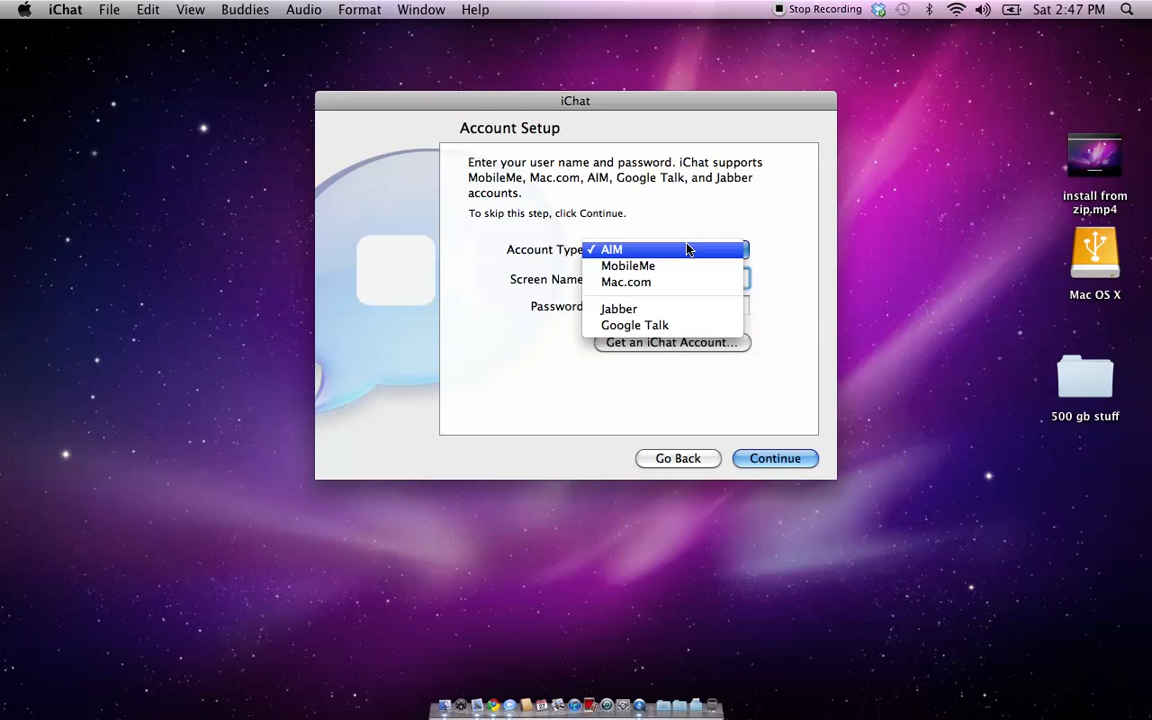 iChat File Edit View Buddies Audio Format Window Help Stop Recording Sat 2:47 PM
iChat
Account Setup
Enter your user name and password. iChat supports
MobileMe, Mac.com, AIM, Google Talk, and Jabber
accounts.
To skip this step, click Continue.
Account Type
✓ AIM
MobileMe
Mac.com
Jabber
Google Talk
Screen Name
Password
Get an iChat Account...
Go Back
Continue
install from
zip.mp4
Mac OS X
500 gb stuff